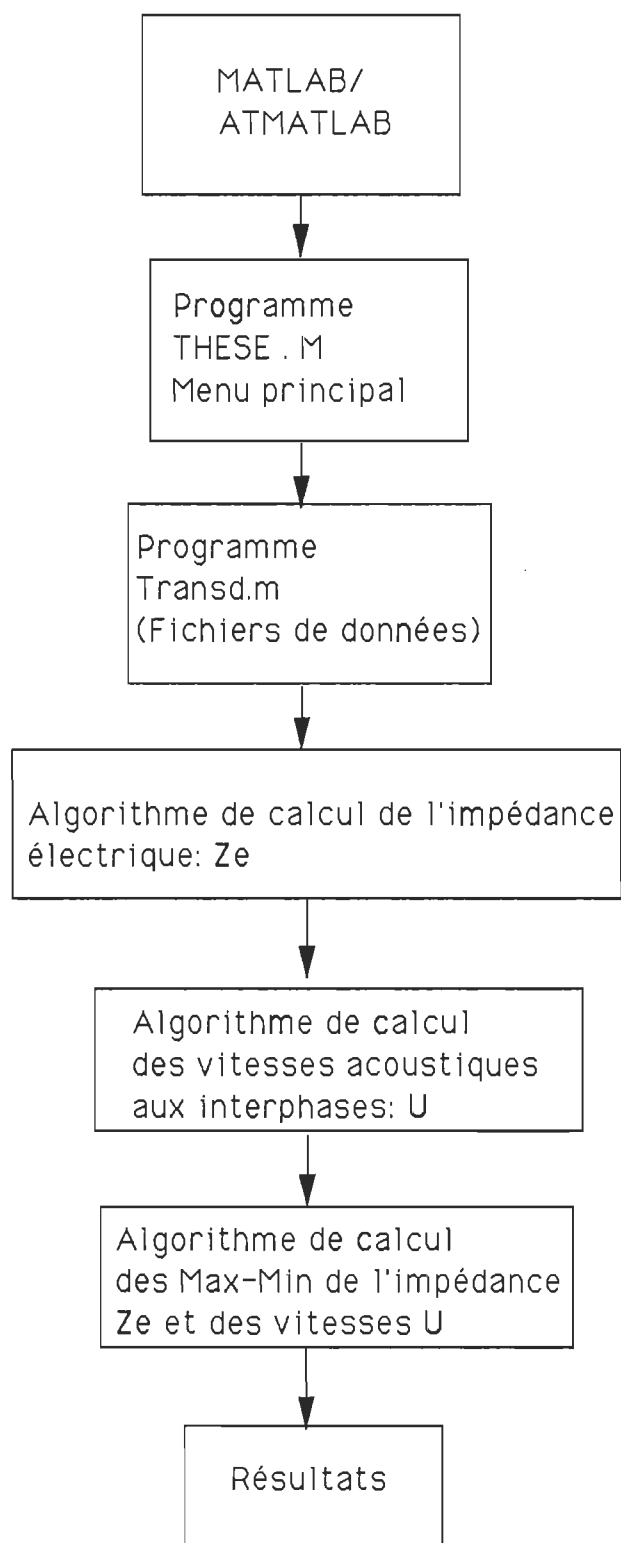 MATLAB/
ATMATLAB
Programme
THESE . M
Menu principal
Programme
Transd.m
(Fichiers de données)
Algorithme de calcul de l'impédance
électrique: Ze
Algorithme de calcul
des vitesses acoustiques
aux interphases: U
Algorithme de calcul
des Max-Min de l'impédance
Ze et des vitesses U
Résultats